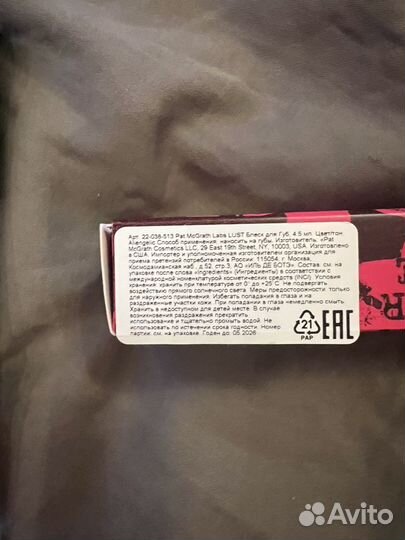 Арт. 22-038-513 Pat McGrath Labs LUST Блеск для Губ, 4.5 мл. Цвет/тон
Aliengelic Способ применения: наносить на губы. Изготовитель: «Pat
McGrath Cosmetics LLC, 29 East 19th Street, NY, 10003, USA. Изготовлено
в США. Импортер и уполномоченная изготовителем организация для
приема претензий потребителей в России: 115054, г. Москва,
Космодамианская наб., д 52, стр.3. АО «ИЛЬ ДЕ БОТЭ». Состав: см. на
упаковке после слова «Ingredients» (Ингредиенты) в соответствии с
международной номенклатурой косметических средств (INCI). Условия
хранения: хранить при температуре от 0° до +25°С. Не подвергать
воздействию прямого солнечного света. Меры предосторожности: только
для наружного применения. Избегать попадания в глаза и на
раздраженные участки кожи. При попадании в глаза немедленно смыть.
Хранить в недоступном для детей месте. В случае
возникновения раздражения прекратить
использование и тщательно промыть водой. Не
использовать по истечении срока годности. Номер
партии: см. на упаковке. Годен до: 05.2026
21
PAP
EAC
Avito